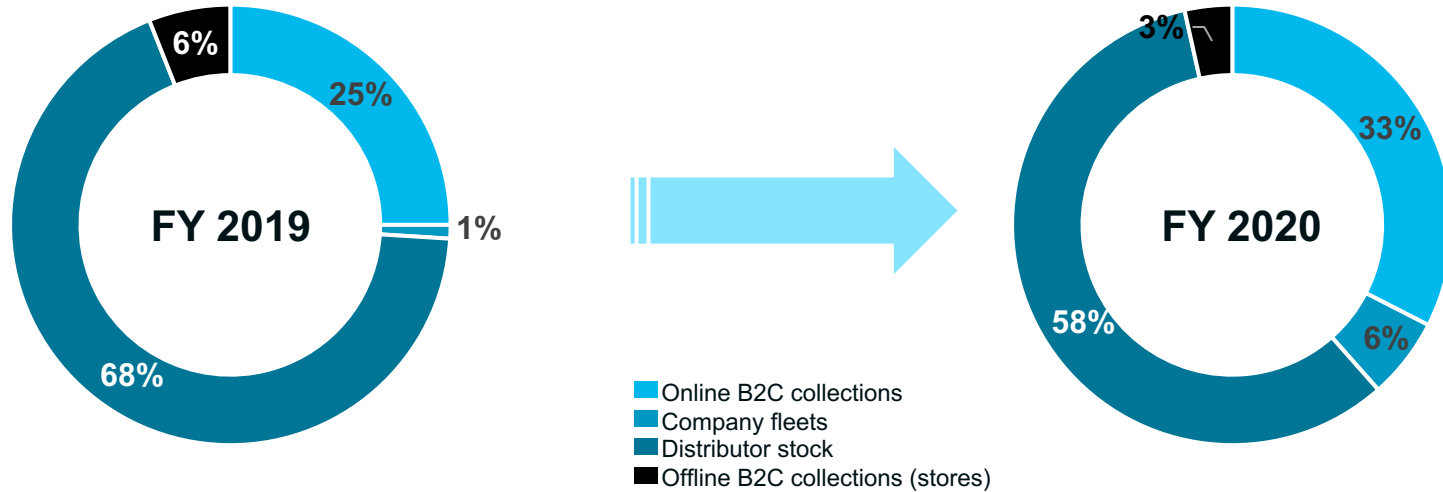 6%
25%
FY 2019
1%
68%
3%
33%
FY 2020
58%
6%
Online B2C collections
Company fleets
Distributor stock
Offline B2C collections (stores)